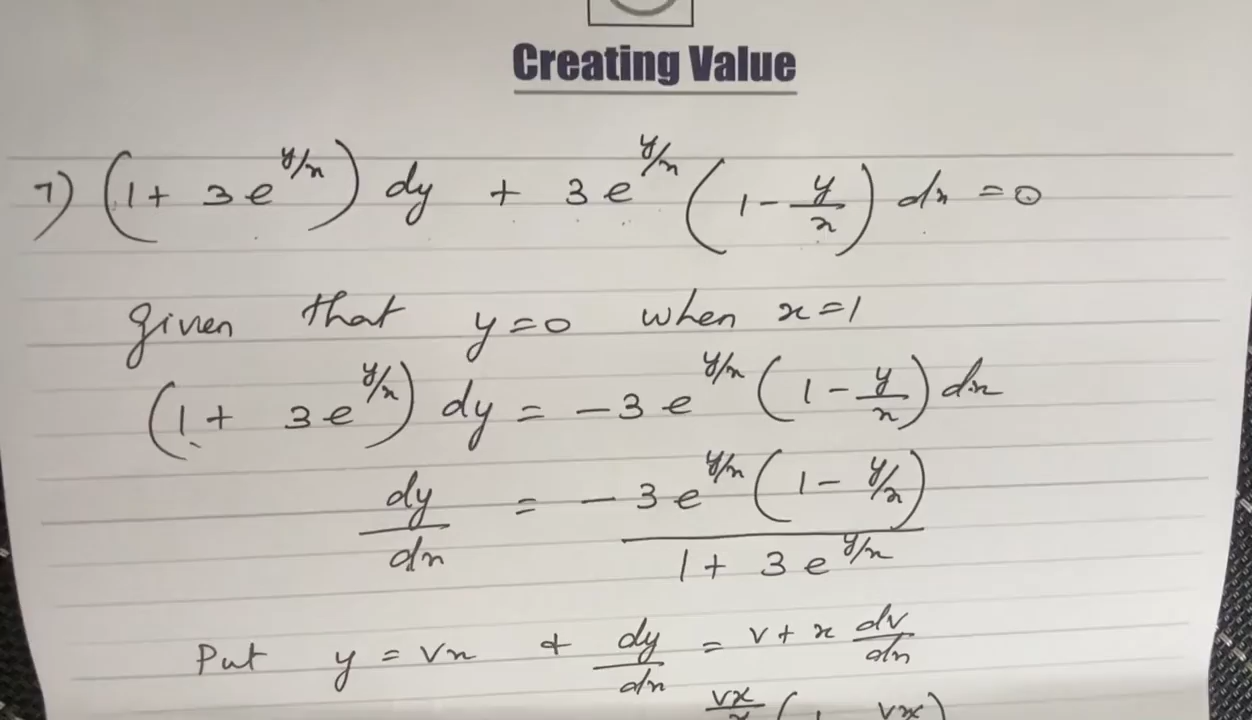 Creating Value
7) (1 + 3e^{y/x}) dy + 3e^{y/x} (1 - y/x) dx = 0
given that y=0 when x=1
(1 + 3e^{y/x}) dy = -3e^{y/x} (1 - y/x) dx
dy/dx = -3e^{y/x} (1 - y/x) / 1 + 3e^{y/x}
Put y = vx & dy/dx = v + x dv/dx